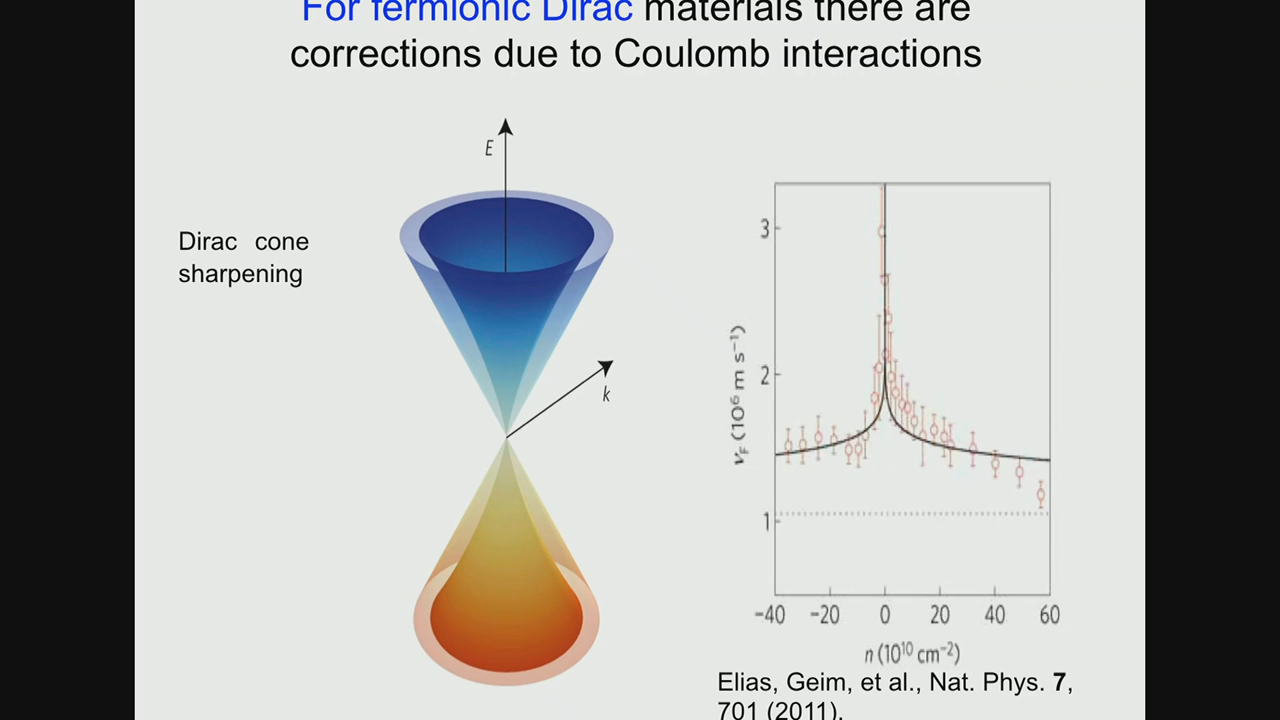 For fermionic Dirac materials there are
corrections due to Coulomb interactions
E
Dirac cone
sharpening
k
3
2
1
v_F (10⁶ m s⁻¹)
−40 −20 0 20 40 60
n (10¹⁰ cm⁻²)
Elias, Geim, et al., Nat. Phys. 7,
701 (2011).